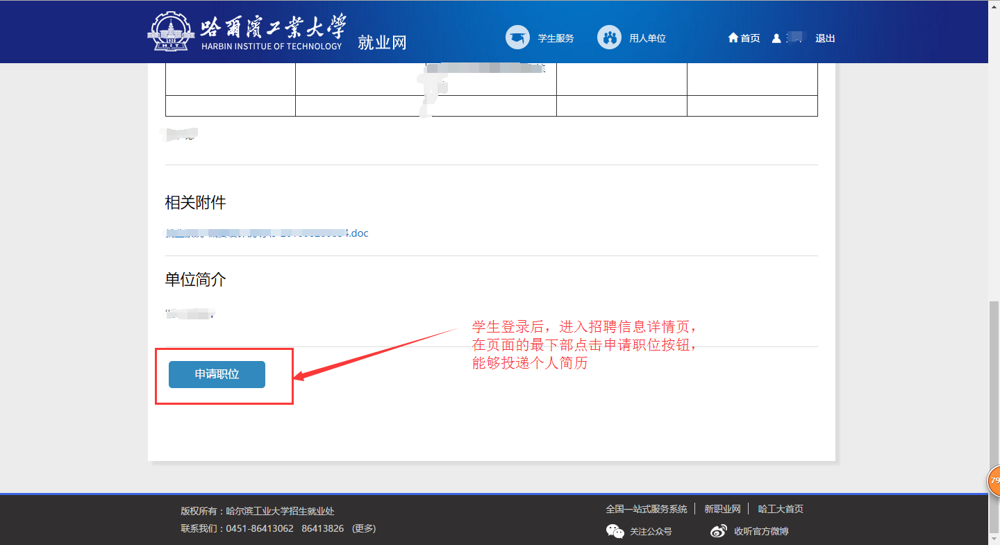 哈爾濱工業大學
HARBIN INSTITUE OF TECHNOLOGY
就业网
学生服务
用人单位
首页
退出
相关附件
.doc
单位简介
学生登录后，进入招聘信息详情页，
在页面的最下部点击申请职位按钮，
能够投递个人简历
申请职位
79
版权所有：哈尔滨工业大学招生就业处
联系我们：0451-86413062 86413826 (更多)
全国一站式服务系统 新职业网 哈工大首页
关注公众号 收听官方微博